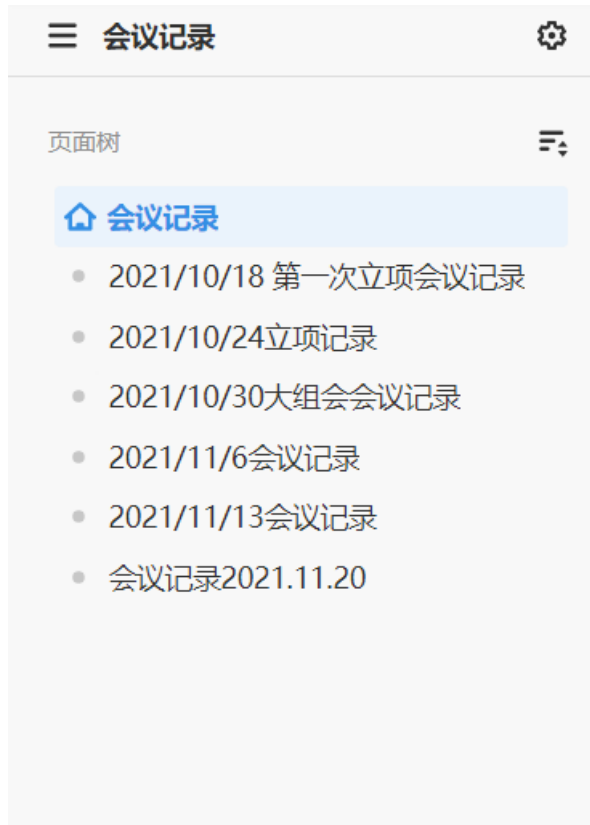 会议记录
页面树
会议记录
2021/10/18 第一次立项会议记录
2021/10/24立项记录
2021/10/30大组会会议记录
2021/11/6会议记录
2021/11/13会议记录
会议记录2021.11.20